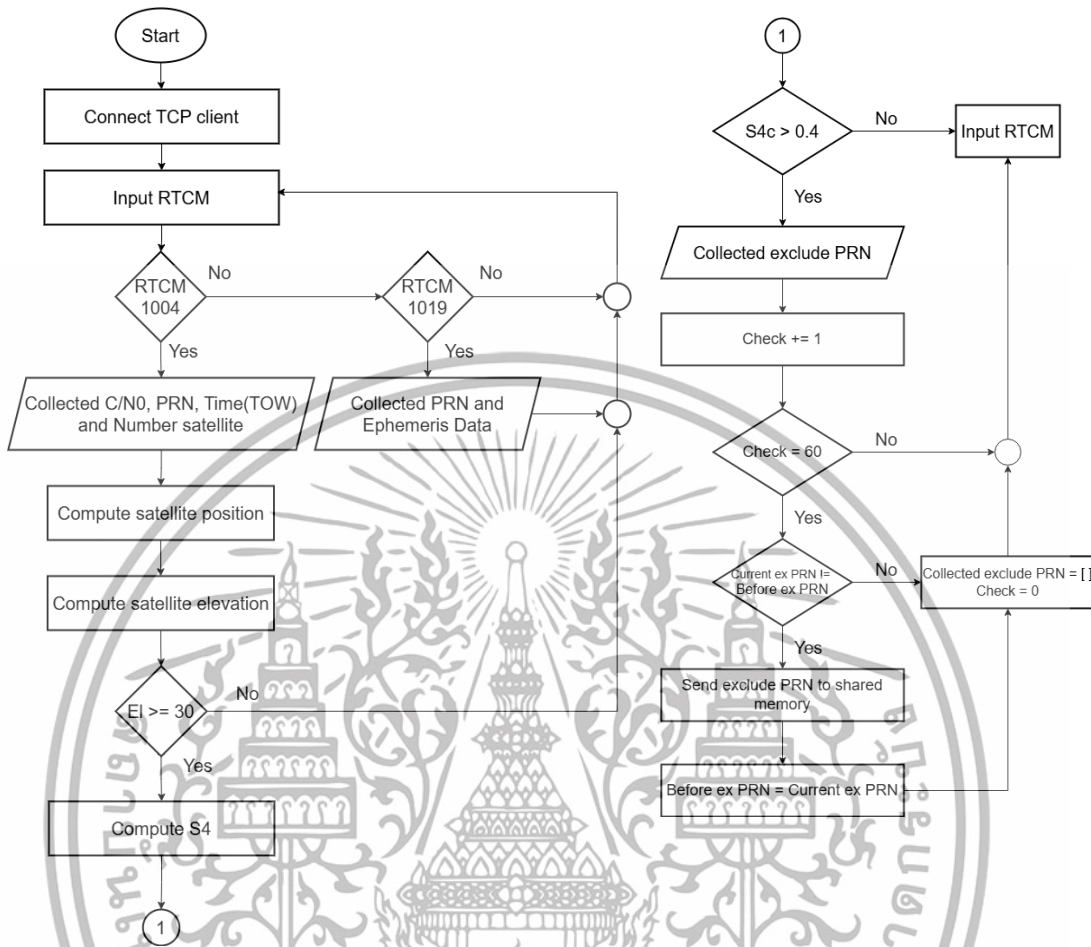 Start
Connect TCP client
Input RTCM
RTCM
1004
No
Yes
RTCM
1019
No
Yes
Collected C/N0, PRN, Time(TOW)
and Number satellite
Collected PRN and
Ephemeris Data
Compute satellite position
Compute satellite elevation
El >= 30
No
Yes
Compute S4
1
1
S4c > 0.4
No
Input RTCM
Yes
Collected exclude PRN
Check += 1
Check = 60
No
Yes
Current ex PRN !=
Before ex PRN
No
Collected exclude PRN = [ ]
Check = 0
Yes
Send exclude PRN to shared
memory
Before ex PRN = Current ex PRN